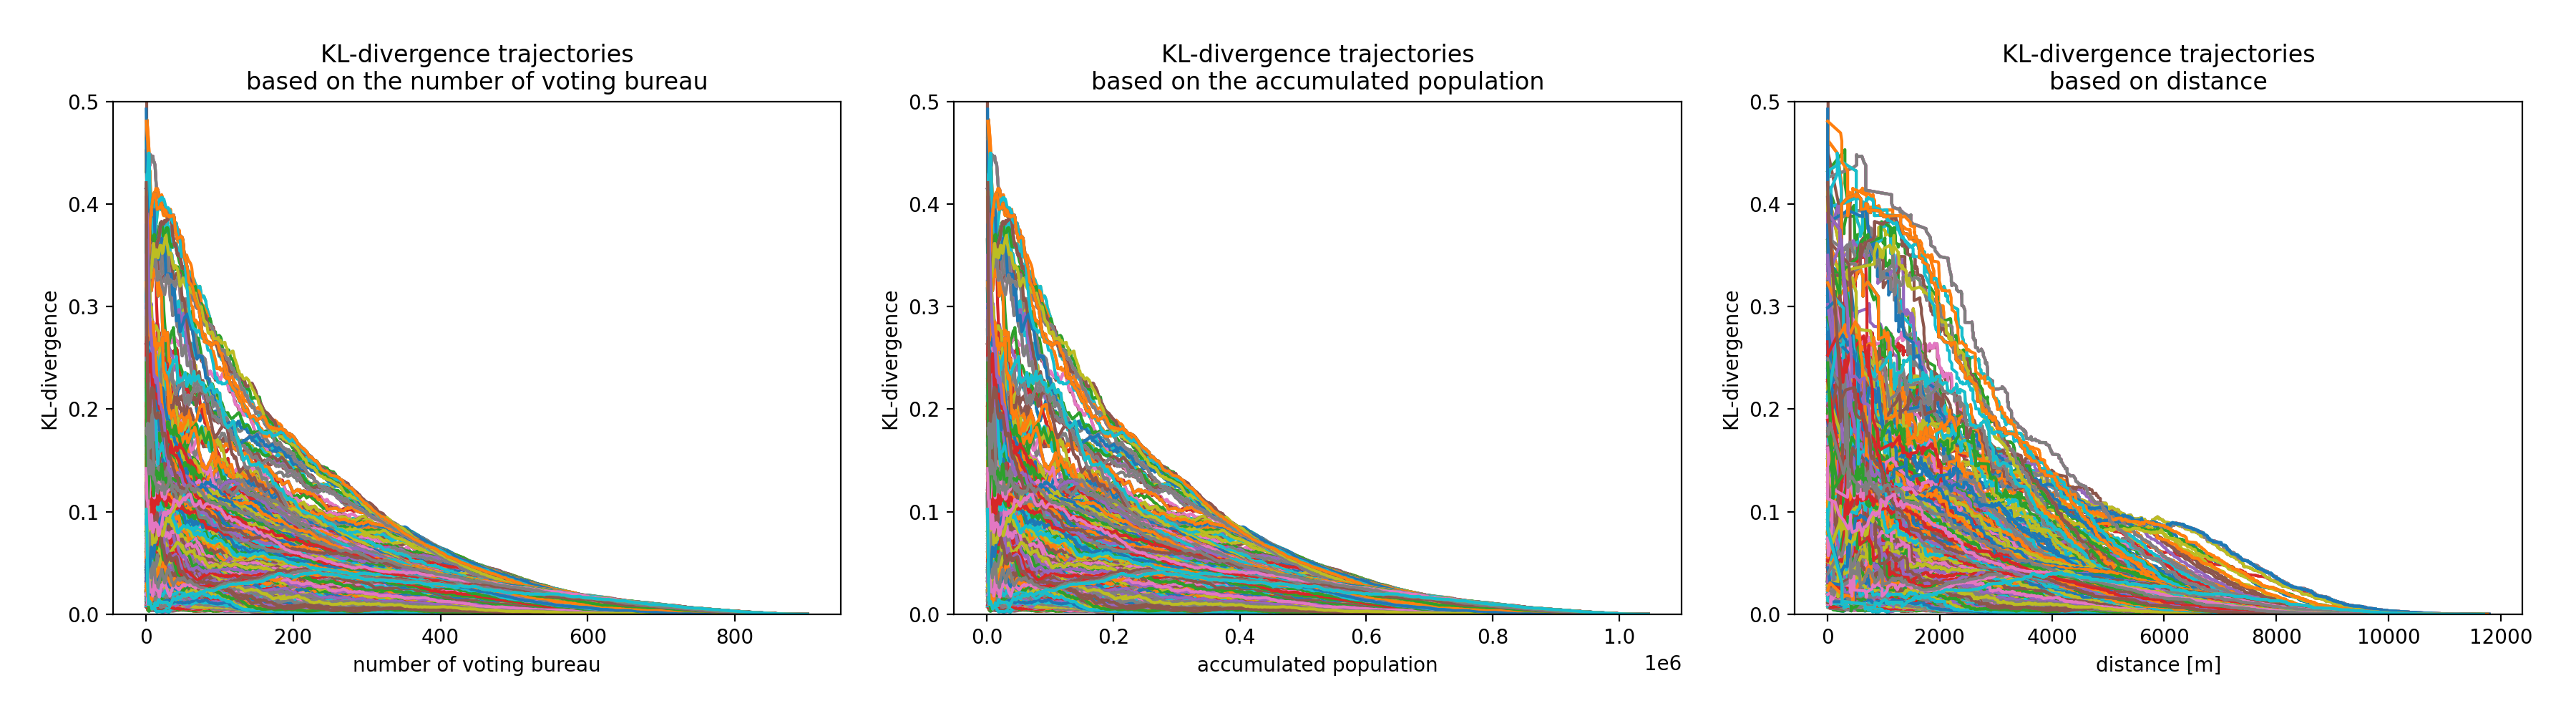 KL-divergence trajectories
based on the number of voting bureau
0.5
0.4
0.3
0.2
0.1
0.0
KL-divergence
0 200 400 600 800
number of voting bureau
KL-divergence trajectories
based on the accumulated population
0.5
0.4
0.3
0.2
0.1
0.0
KL-divergence
0.0 0.2 0.4 0.6 0.8 1.0
1e6
accumulated population
KL-divergence trajectories
based on distance
0.5
0.4
0.3
0.2
0.1
0.0
KL-divergence
0 2000 4000 6000 8000 10000 12000
distance [m]